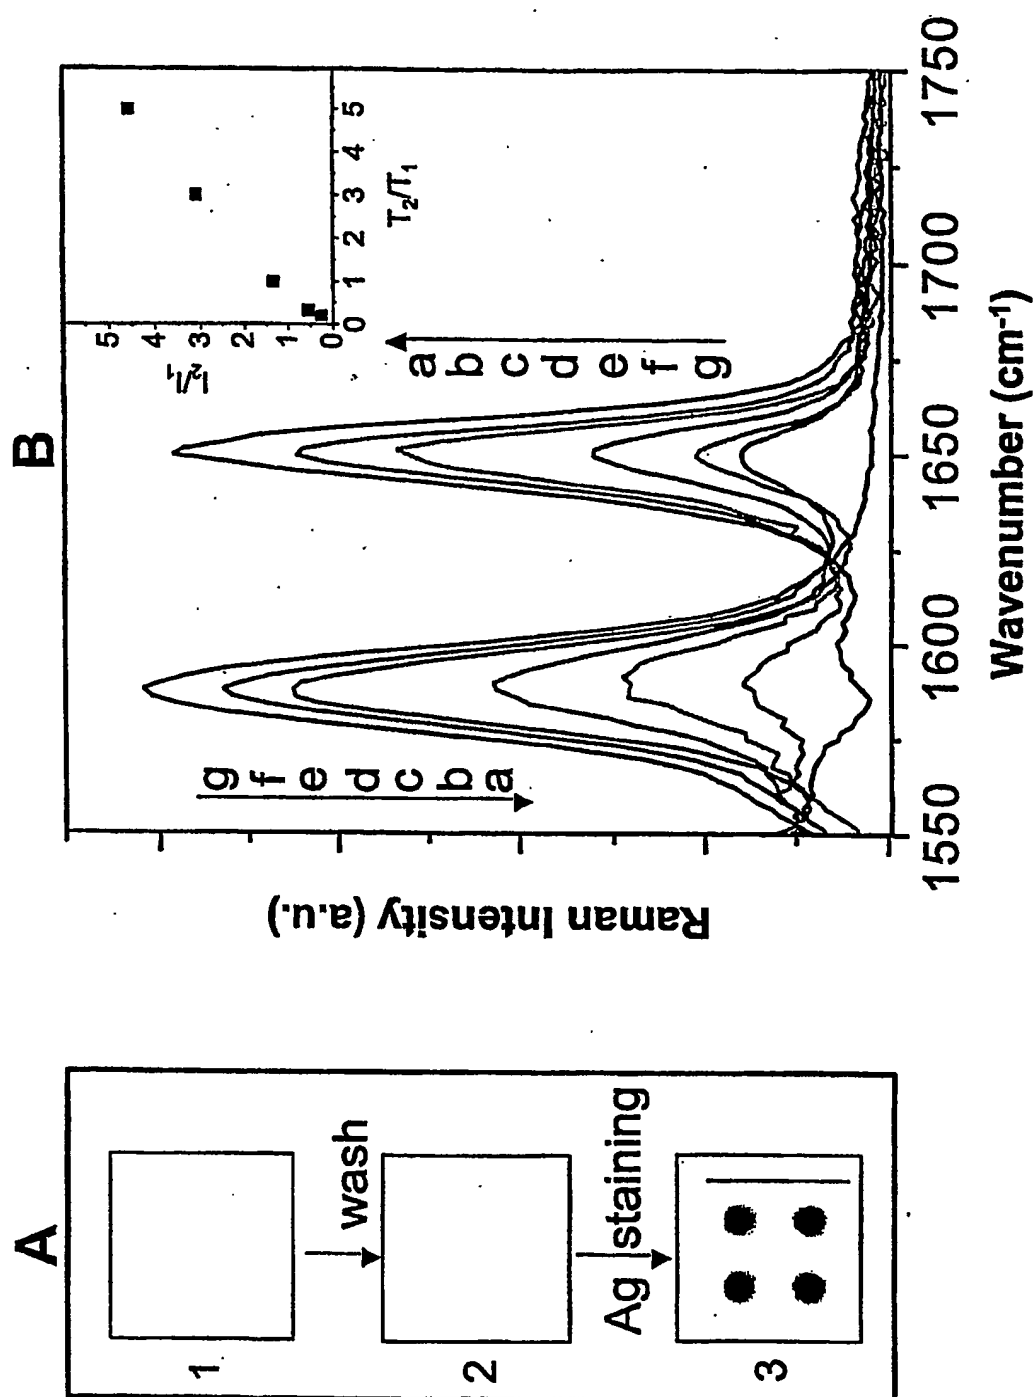 A
1
wash
2
Ag staining
3
B
Raman Intensity (a.u.)
g
f
e
d
c
b
a
a
b
c
d
e
f
g
I₂/I₁
5
4
3
2
1
0
0 1 2 3 4 5
T₂/T₁
1550 1600 1650 1700 1750
Wavenumber (cm⁻¹)